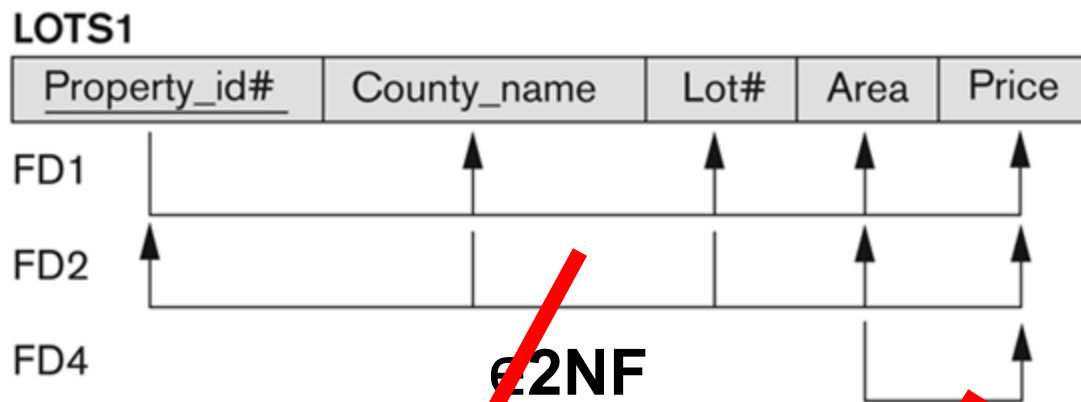 LOTS1
Property_id# County_name Lot# Area Price
FD1
FD2
FD4
∈2NF